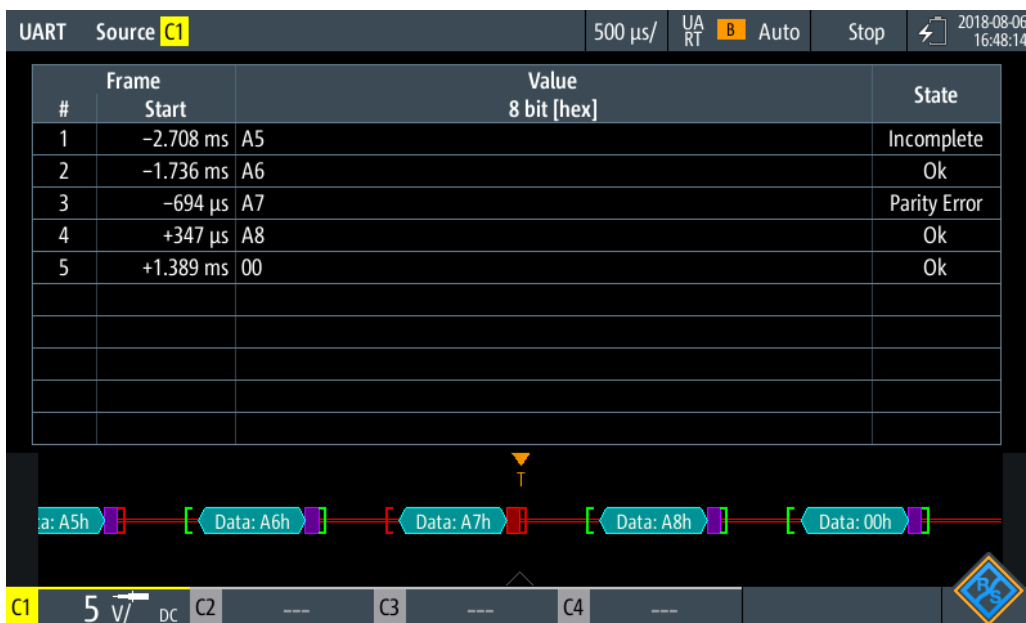 UART Source C1 500 µs/ UART B Auto Stop 2018-08-06
16:48:14
Frame Value State
# Start 8 bit [hex]
1 −2.708 ms A5 Incomplete
2 −1.736 ms A6 Ok
3 −694 µs A7 Parity Error
4 +347 µs A8 Ok
5 +1.389 ms 00 Ok
T
a: A5h Data: A6h Data: A7h Data: A8h Data: 00h
R&S
C1 5 V/ DC C2 --- C3 --- C4 ---